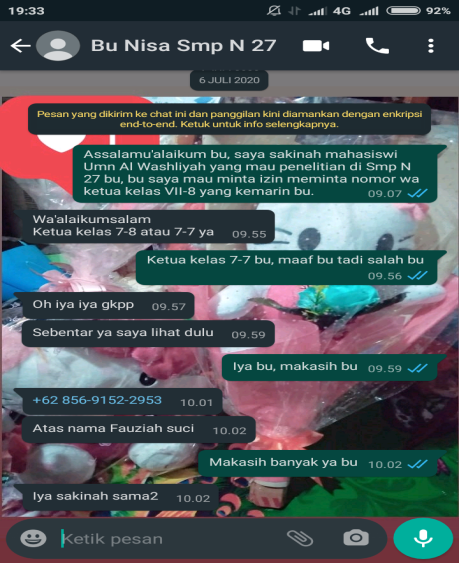 19:33
4G
92%
Bu Nisa Smp N 27
6 JULI 2020
Pesan yang dikirim ke chat ini dan panggilan kini diamankan dengan enkripsi
end-to-end. Ketuk untuk info selengkapnya.
Assalamu'alaikum bu, saya sakinah mahasiswi
Umn Al Washliyah yang mau penelitian di Smp N
27 bu, bu saya mau minta izin meminta nomor wa
ketua kelas VII-8 yang kemarin bu. 09.07
Wa'alaikumsalam
Ketua kelas 7-8 atau 7-7 ya 09.55
Ketua kelas 7-7 bu, maaf bu tadi salah bu
09.56
Oh iya iya gkpp 09.57
Sebentar ya saya lihat dulu 09.59
Iya bu, makasih bu 09.59
+62 856-9152-2953 10.01
Atas nama Fauziah suci 10.02
Makasih banyak ya bu 10.02
Iya sakinah sama2 10.02
Ketik pesan